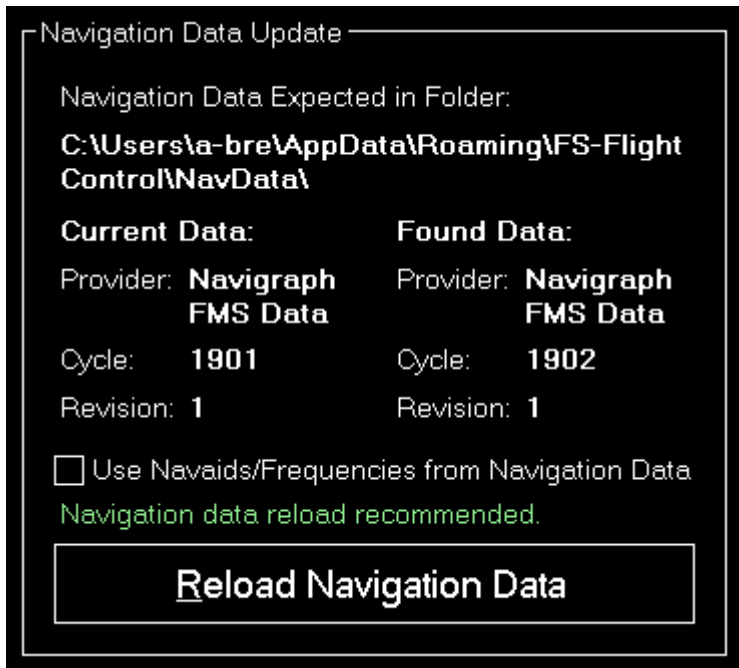 Navigation Data Update
Navigation Data Expected in Folder:
C:\Users\a-bre\AppData\Roaming\FS-Flight
Control\NavData\
Current Data: Found Data:
Provider: Navigraph Provider: Navigraph
FMS Data FMS Data
Cycle: 1901 Cycle: 1902
Revision: 1 Revision: 1
Use Navaids/Frequencies from Navigation Data
Navigation data reload recommended.
Reload Navigation Data